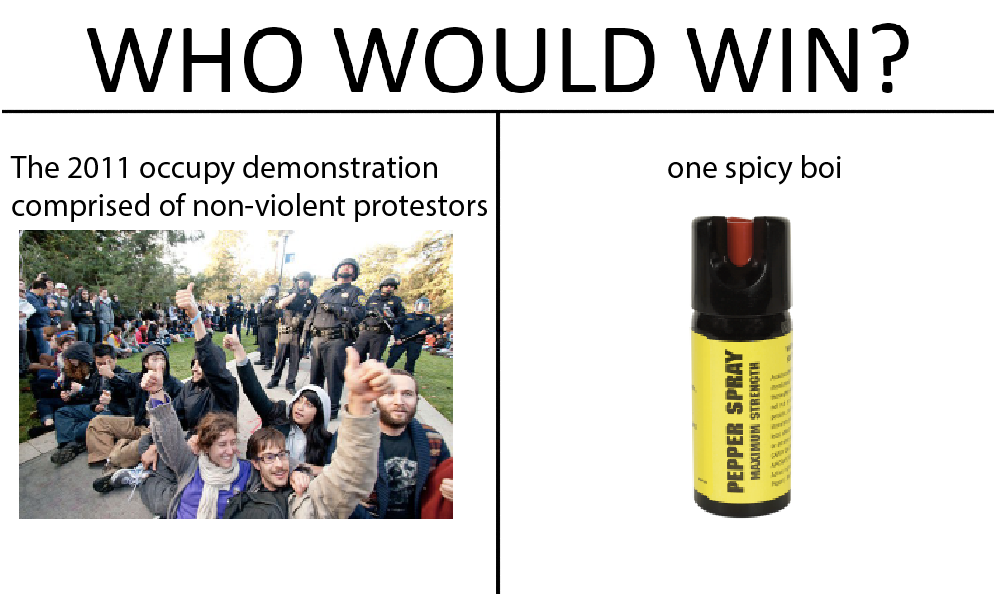 WHO WOULD WIN?
The 2011 occupy demonstration
comprised of non-violent protestors
one spicy boi
PEPPER SPRAY
MAXIMUM STRENGTH